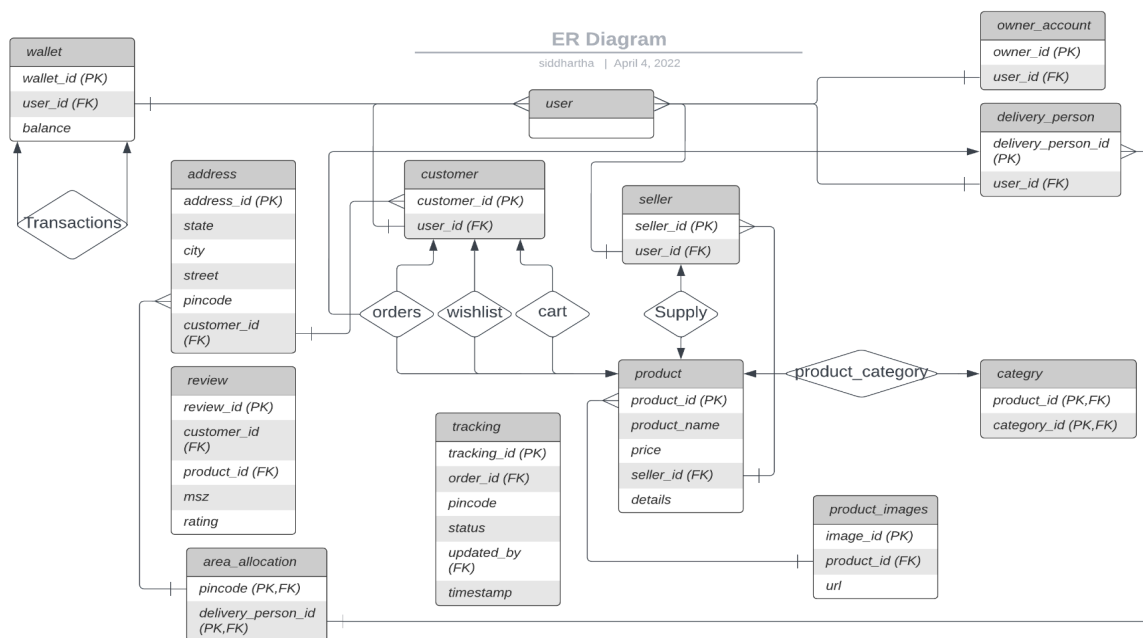 ER Diagram
siddhartha | April 4, 2022
wallet
wallet_id (PK)
user_id (FK)
balance
Transactions
user
owner_account
owner_id (PK)
user_id (FK)
delivery_person
delivery_person_id
(PK)
user_id (FK)
address
address_id (PK)
state
city
street
pincode
customer_id
(FK)
customer
customer_id (PK)
user_id (FK)
seller
seller_id (PK)
user_id (FK)
orders
wishlist
cart
Supply
product
product_id (PK)
product_name
price
seller_id (FK)
details
product_category
categry
product_id (PK,FK)
category_id (PK,FK)
review
review_id (PK)
customer_id
(FK)
product_id (FK)
msz
rating
tracking
tracking_id (PK)
order_id (FK)
pincode
status
updated_by
(FK)
timestamp
product_images
image_id (PK)
product_id (FK)
url
area_allocation
pincode (PK,FK)
delivery_person_id
(PK,FK)